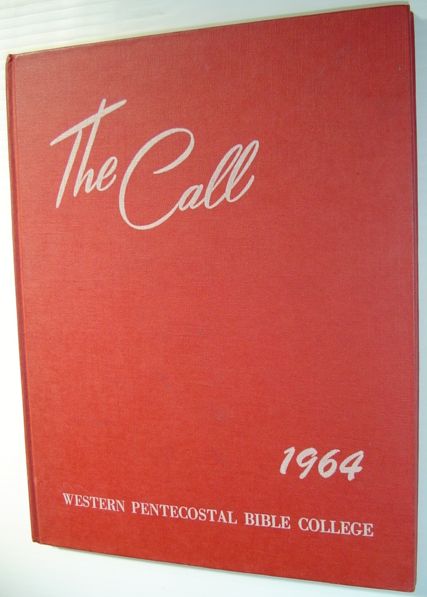 The Call
1964
WESTERN PENTECOSTAL BIBLE COLLEGE